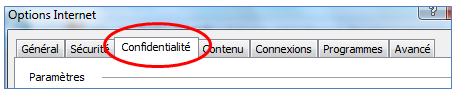 Options Internet
?
Général Sécurité Confidentialité Contenu Connexions Programmes Avancé
Paramètres